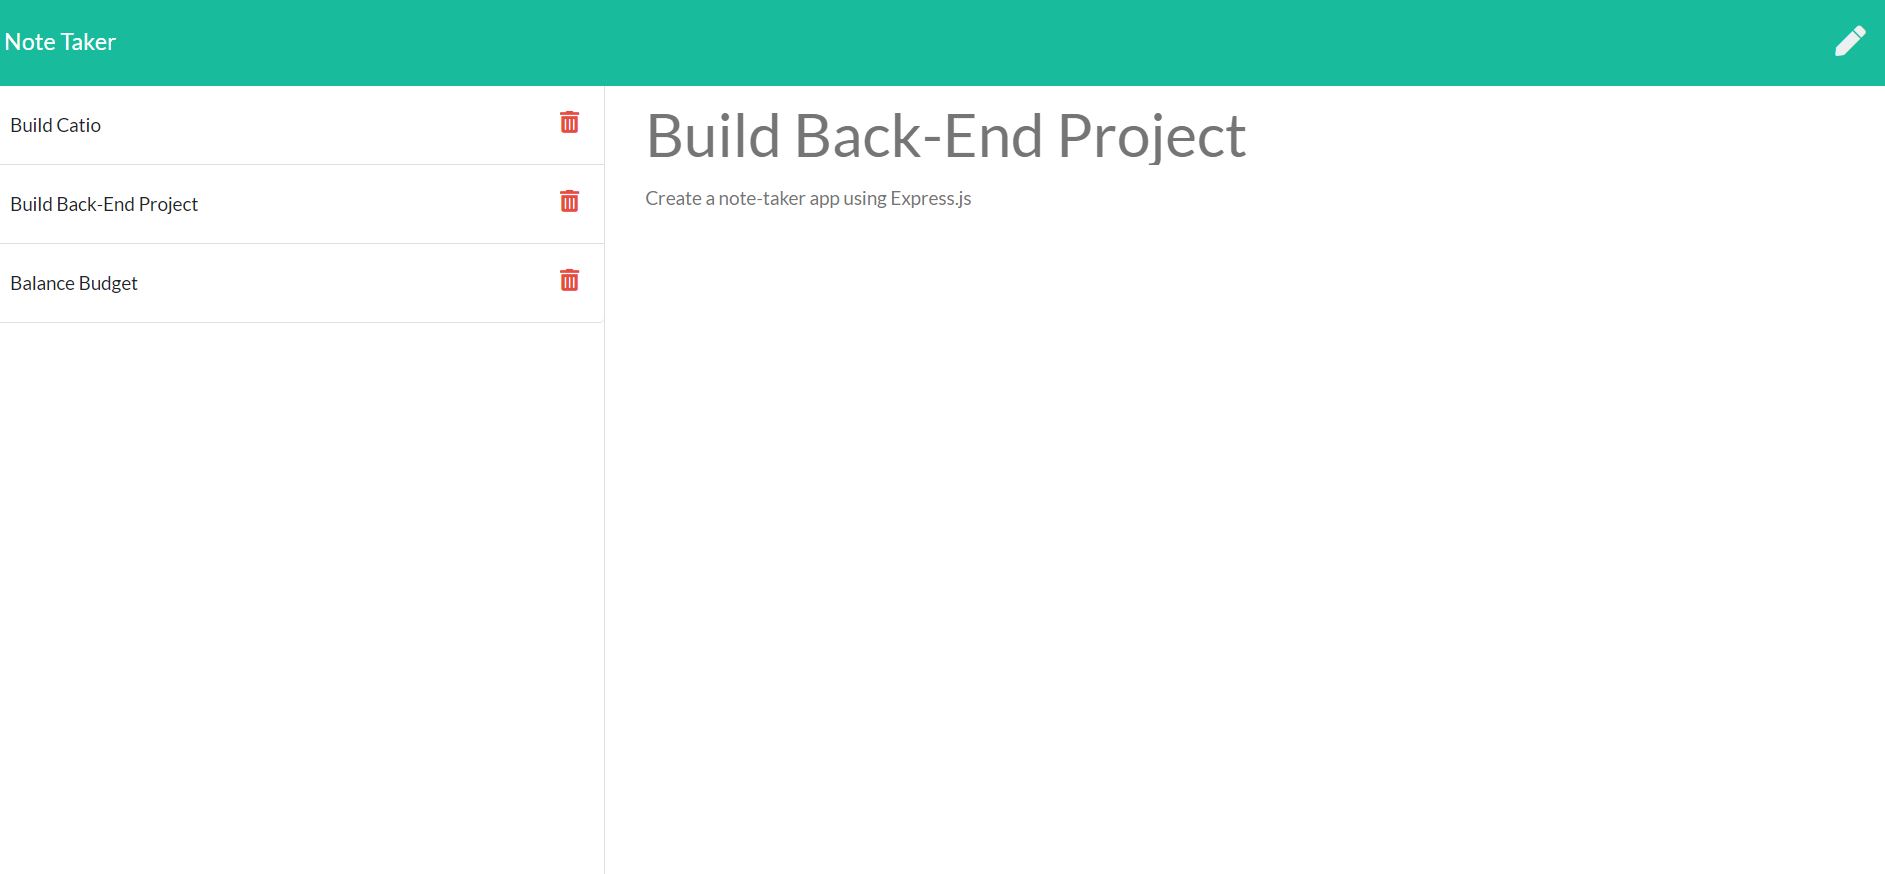 Note Taker
Build Catio
Build Back-End Project
Balance Budget
Build Back-End Project
Create a note-taker app using Express.js